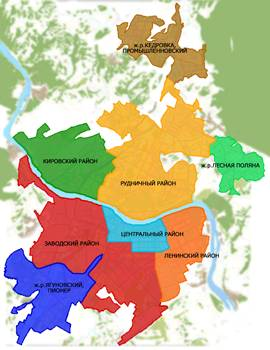 ж.р.КЕДРОВКА,
ПРОМЫШЛЕННОВСКИЙ
КИРОВСКИЙ РАЙОН
ж.р.ЛЕСНАЯ ПОЛЯНА
РУДНИЧНЫЙ РАЙОН
ЦЕНТРАЛЬНЫЙ РАЙОН
ЗАВОДСКИЙ РАЙОН
ЛЕНИНСКИЙ РАЙОН
ж.р.ЯГУНОВСКИЙ,
ПИОНЕР